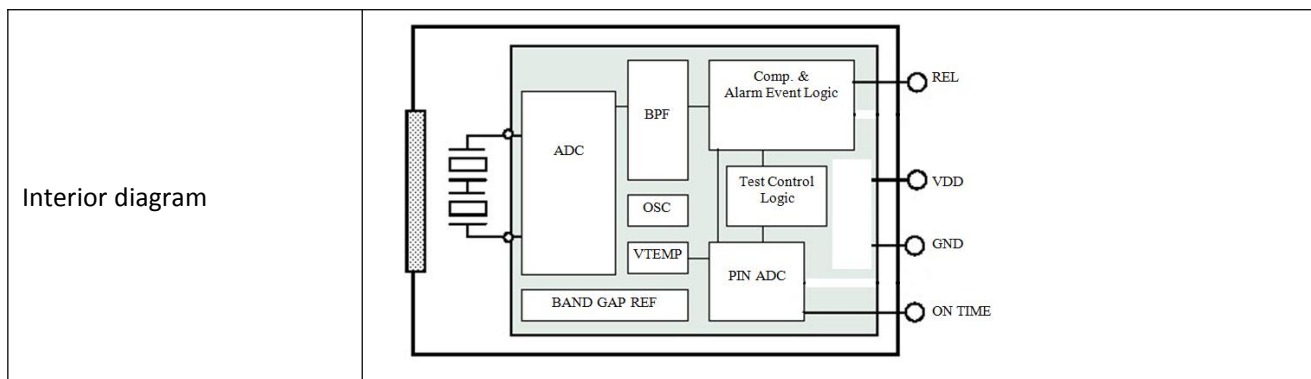 Interior diagram
Comp. &
Alarm Event Logic
REL
BPF
ADC
Test Control
Logic
VDD
OSC
VTEMP
GND
PIN ADC
BAND GAP REF
ON TIME